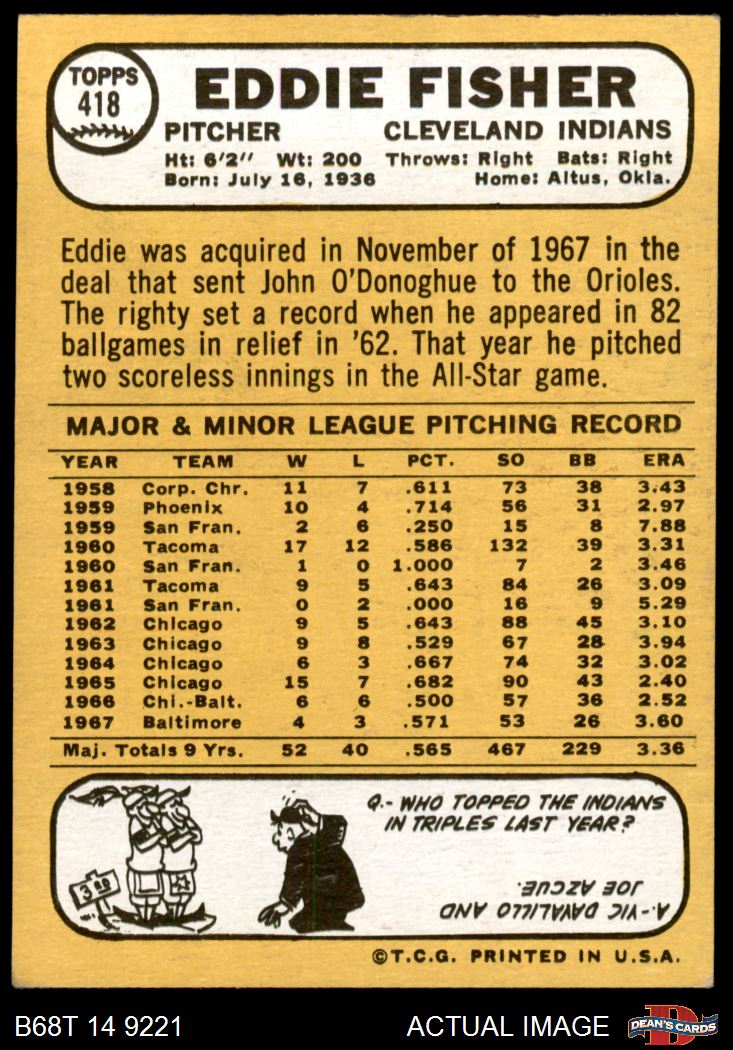 TOPPS
418
EDDIE FISHER
PITCHER CLEVELAND INDIANS
Ht: 6'2" Wt: 200 Throws: Right Bats: Right
Born: July 16, 1936 Home: Altus, Okla.
Eddie was acquired in November of 1967 in the
deal that sent John O'Donoghue to the Orioles.
The righty set a record when he appeared in 82
ballgames in relief in '62. That year he pitched
two scoreless innings in the All-Star game.
MAJOR & MINOR LEAGUE PITCHING RECORD
YEAR TEAM W L PCT. SO BB ERA
1958 Corp. Chr. 11 7 .611 73 38 3.43
1959 Phoenix 10 4 .714 56 31 2.97
1959 San Fran. 2 6 .250 15 8 7.88
1960 Tacoma 17 12 .586 132 39 3.31
1960 San Fran. 1 0 1.000 7 2 3.46
1961 Tacoma 9 5 .643 84 26 3.09
1961 San Fran. 0 2 .000 16 9 5.29
1962 Chicago 9 5 .643 88 45 3.10
1963 Chicago 9 8 .529 67 28 3.94
1964 Chicago 6 3 .667 74 32 3.02
1965 Chicago 15 7 .682 90 43 2.40
1966 Chi.-Balt. 6 6 .500 57 36 2.52
1967 Baltimore 4 3 .571 53 26 3.60
Maj. Totals 9 Yrs. 52 40 .565 467 229 3.36
Q.- WHO TOPPED THE INDIANS
IN TRIPLES LAST YEAR?
A.- VIC DAVALILLO AND
JOE AZCUE.
3 00
©T.C.G. PRINTED IN U.S.A.
B68T 14 9221 ACTUAL IMAGE DEAN'S CARDS